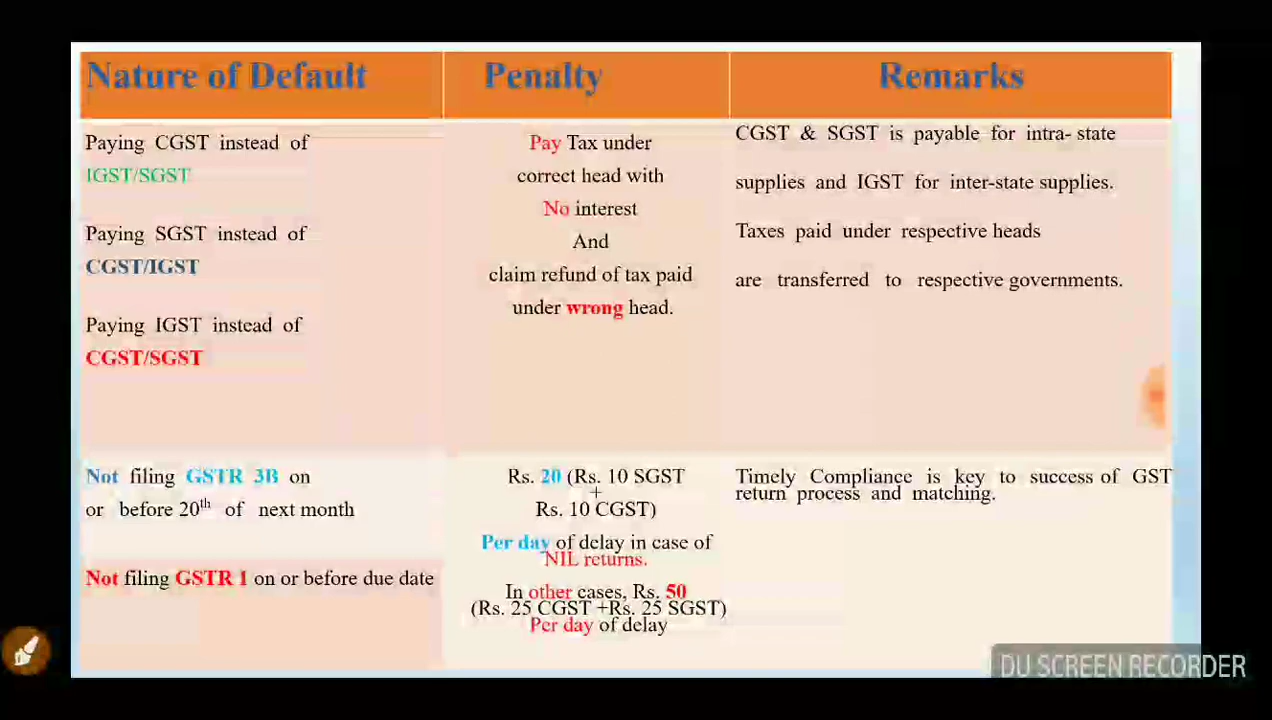 Nature of Default
Penalty
Remarks
Paying CGST instead of
IGST/SGST
Paying SGST instead of
CGST/IGST
Paying IGST instead of
CGST/SGST
Pay Tax under
correct head with
No interest
And
claim refund of tax paid
under wrong head.
CGST & SGST is payable for intra- state
supplies and IGST for inter-state supplies.
Taxes paid under respective heads
are transferred to respective governments.
Not filing GSTR 3B on
or before 20th of next month
Not filing GSTR 1 on or before due date
Rs. 20 (Rs. 10 SGST
+
Rs. 10 CGST)
Per day of delay in case of
NIL returns.
In other cases, Rs. 50
(Rs. 25 CGST +Rs. 25 SGST)
Per day of delay
Timely Compliance is key to success of GST
return process and matching.
DU SCREEN RECORDER